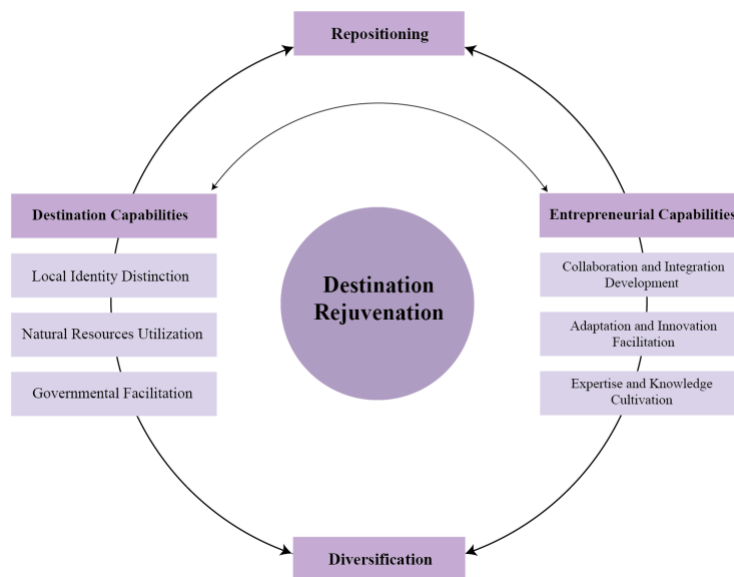 Repositioning
Destination Capabilities
Local Identity Distinction
Natural Resources Utilization
Governmental Facilitation
Destination
Rejuvenation
Entrepreneurial Capabilities
Collaboration and Integration
Development
Adaptation and Innovation
Facilitation
Expertise and Knowledge
Cultivation
Diversification